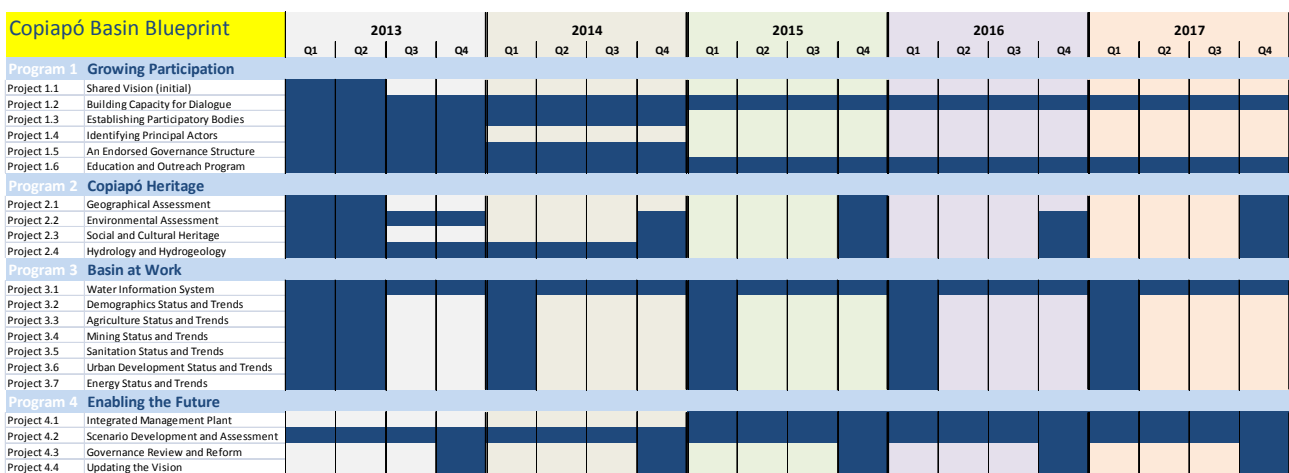 Copiapó Basin Blueprint
2013 2014 2015 2016 2017
Q1 Q2 Q3 Q4 Q1 Q2 Q3 Q4 Q1 Q2 Q3 Q4 Q1 Q2 Q3 Q4 Q1 Q2 Q3 Q4
Program 1 Growing Participation
Project 1.1 Shared Vision (initial)
Project 1.2 Building Capacity for Dialogue
Project 1.3 Establishing Participatory Bodies
Project 1.4 Identifying Principal Actors
Project 1.5 An Endorsed Governance Structure
Project 1.6 Education and Outreach Program
Program 2 Copiapó Heritage
Project 2.1 Geographical Assessment
Project 2.2 Environmental Assessment
Project 2.3 Social and Cultural Heritage
Project 2.4 Hydrology and Hydrogeology
Program 3 Basin at Work
Project 3.1 Water Information System
Project 3.2 Demographics Status and Trends
Project 3.3 Agriculture Status and Trends
Project 3.4 Mining Status and Trends
Project 3.5 Sanitation Status and Trends
Project 3.6 Urban Development Status and Trends
Project 3.7 Energy Status and Trends
Program 4 Enabling the Future
Project 4.1 Integrated Management Plant
Project 4.2 Scenario Development and Assessment
Project 4.3 Governance Review and Reform
Project 4.4 Updating the Vision